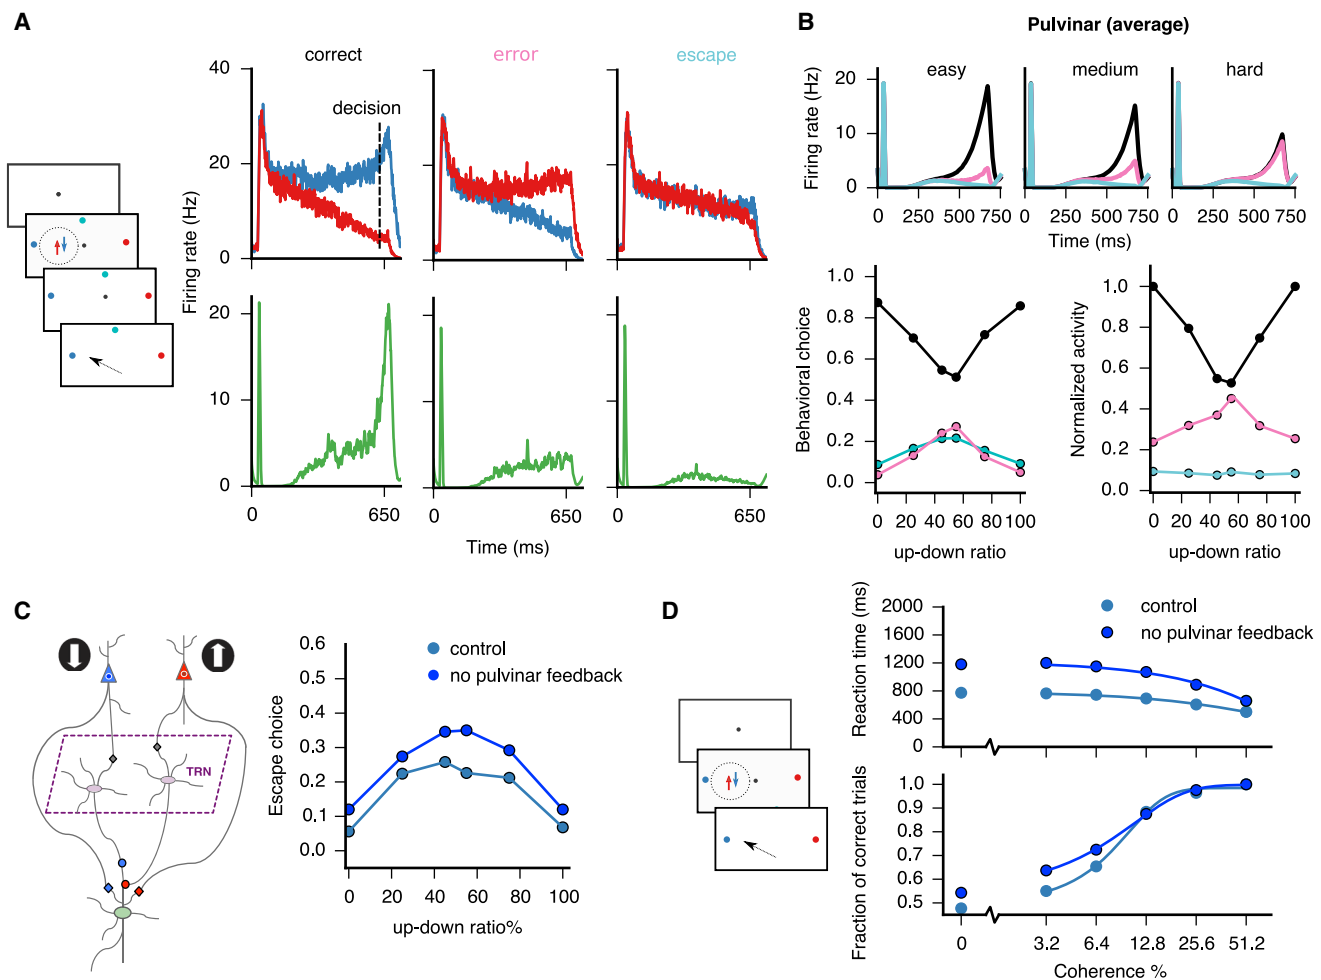 A
correct
error
escape
decision
40
20
0
Firing rate (Hz)
20
10
0
0
650
0
650
0
650
Time (ms)
B
Pulvinar (average)
easy
medium
hard
Firing rate (Hz)
20
10
0
0
500
750
0
500
750
0
500
750
Time (ms)
Behavioral choice
1.0
0.8
0.6
0.4
0.2
0.0
0
20
40
60
80
100
up-down ratio
Normalized activity
1.0
0.8
0.6
0.4
0.2
0.0
0
20
40
60
80
100
up-down ratio
C
TRN
control
no pulvinar feedback
Escape choice
0.6
0.5
0.4
0.3
0.2
0.1
0.0
0
20
40
60
80
100
up-down ratio%
D
control
no pulvinar feedback
Reaction time (ms)
2000
1600
1200
800
400
0
Fraction of correct trials
1.0
0.9
0.8
0.7
0.6
0.5
0
3.2
6.4
12.8
25.6
51.2
Coherence %